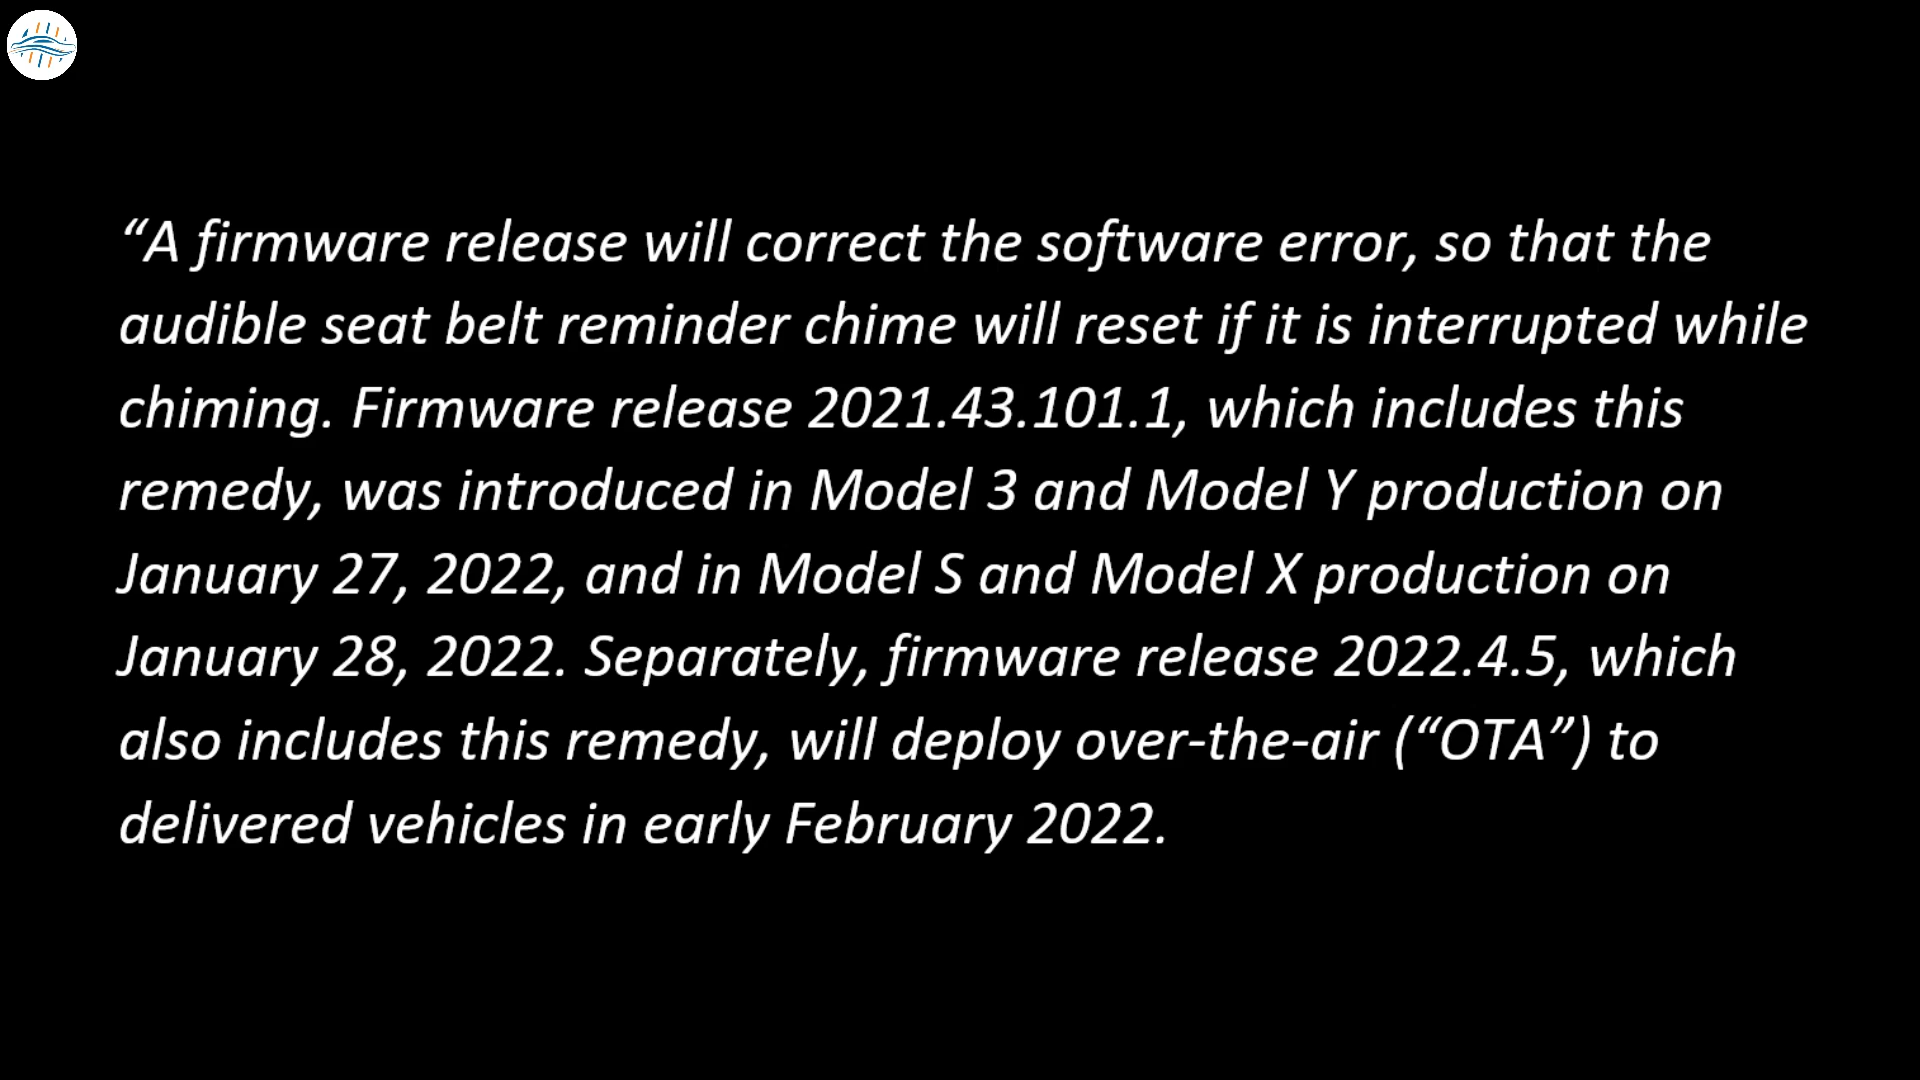 “A firmware release will correct the software error, so that the
audible seat belt reminder chime will reset if it is interrupted while
chiming. Firmware release 2021.43.101.1, which includes this
remedy, was introduced in Model 3 and Model Y production on
January 27, 2022, and in Model S and Model X production on
January 28, 2022. Separately, firmware release 2022.4.5, which
also includes this remedy, will deploy over-the-air (“OTA”) to
delivered vehicles in early February 2022.